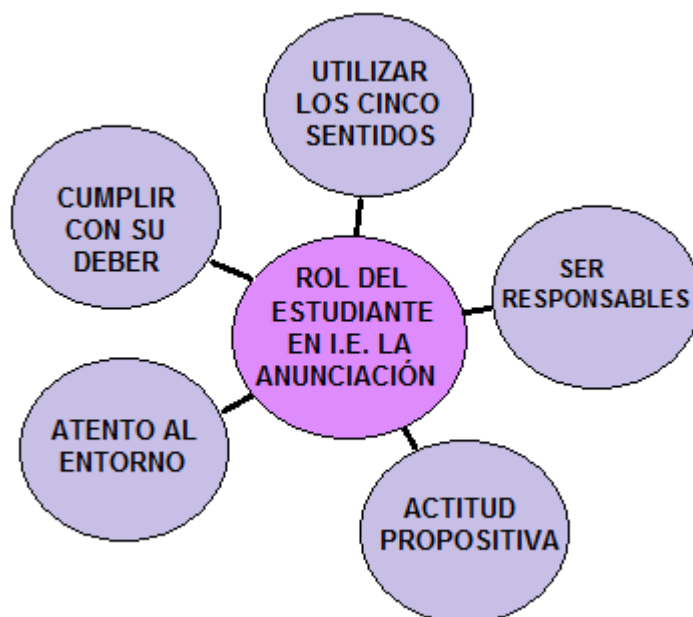 UTILIZAR
LOS CINCO
SENTIDOS
CUMPLIR
CON SU
DEBER
ROL DEL
ESTUDIANTE
EN I.E. LA
ANUNCIACIÓN
SER
RESPONSABLES
ATENTO AL
ENTORNO
ACTITUD
PROPOSITIVA